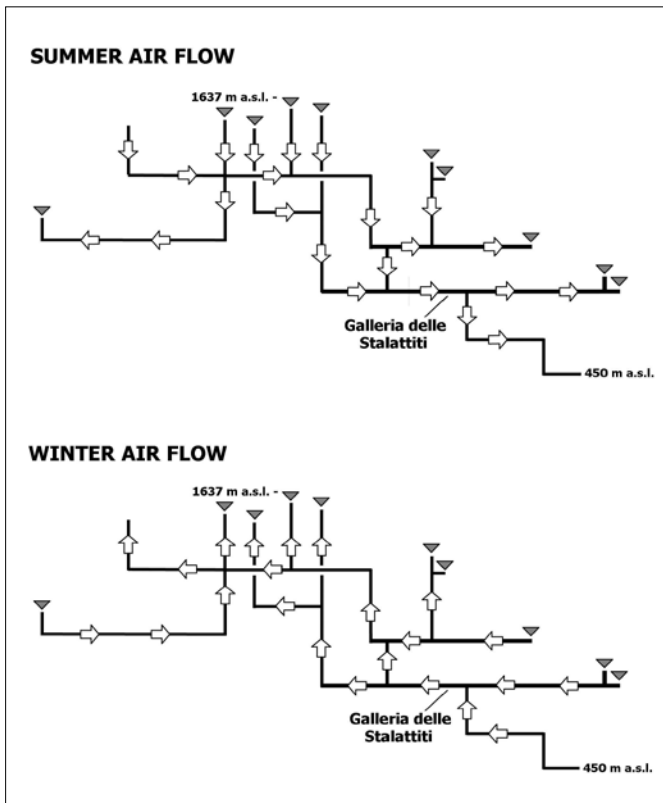 SUMMER AIR FLOW
1637 m a.s.l. -
Galleria delle
Stalattiti
450 m a.s.l.
WINTER AIR FLOW
1637 m a.s.l. -
Galleria delle
Stalattiti
450 m a.s.l.